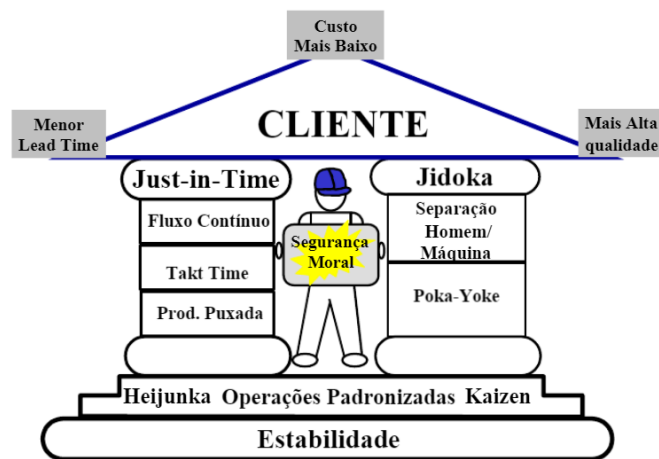 Custo
Mais Baixo
Menor
Lead Time
CLIENTE
Mais Alta
qualidade
Just-in-Time
Jidoka
Fluxo Contínuo
Takt Time
Prod. Puxada
Segurança
Moral
Separação
Homem/
Máquina
Poka-Yoke
Heijunka Operações Padronizadas Kaizen
Estabilidade